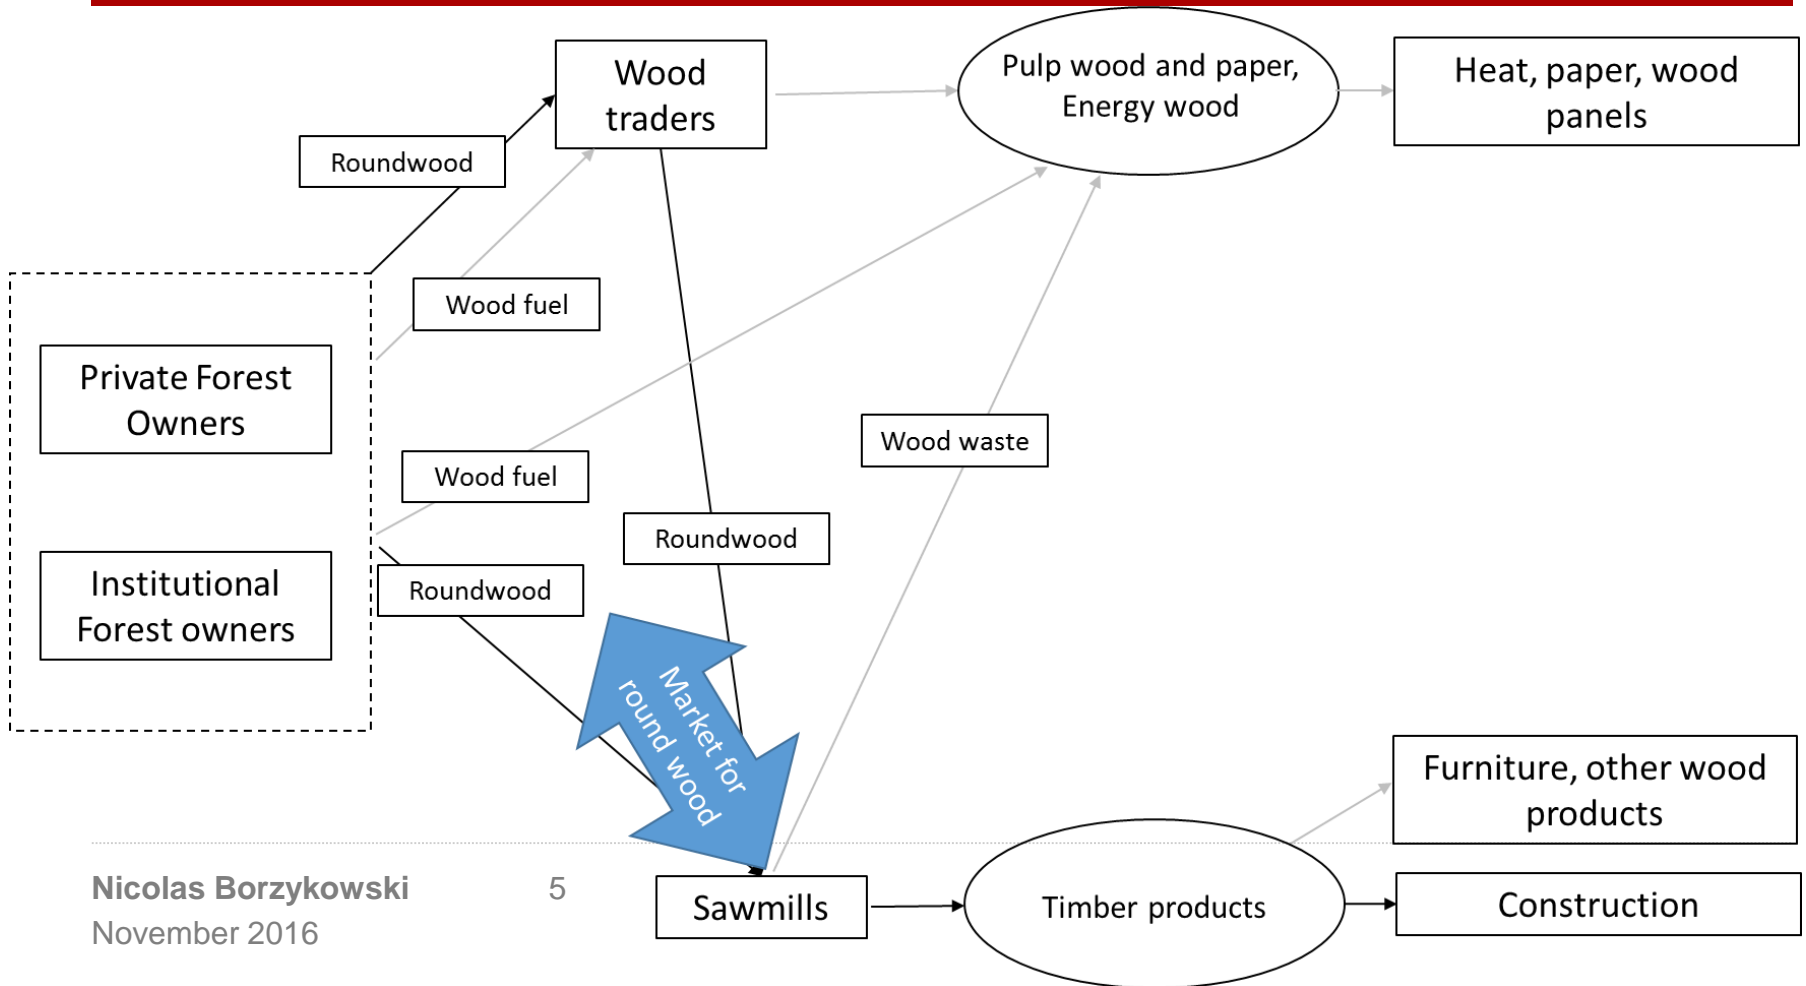 Wood
traders
Pulp wood and paper,
Energy wood
Heat, paper, wood
panels
Roundwood
Wood fuel
Private Forest
Owners
Wood fuel
Wood waste
Roundwood
Institutional
Forest owners
Roundwood
Market for
round wood
Furniture, other wood
products
Nicolas Borzykowski
5
November 2016
Sawmills
Timber products
Construction